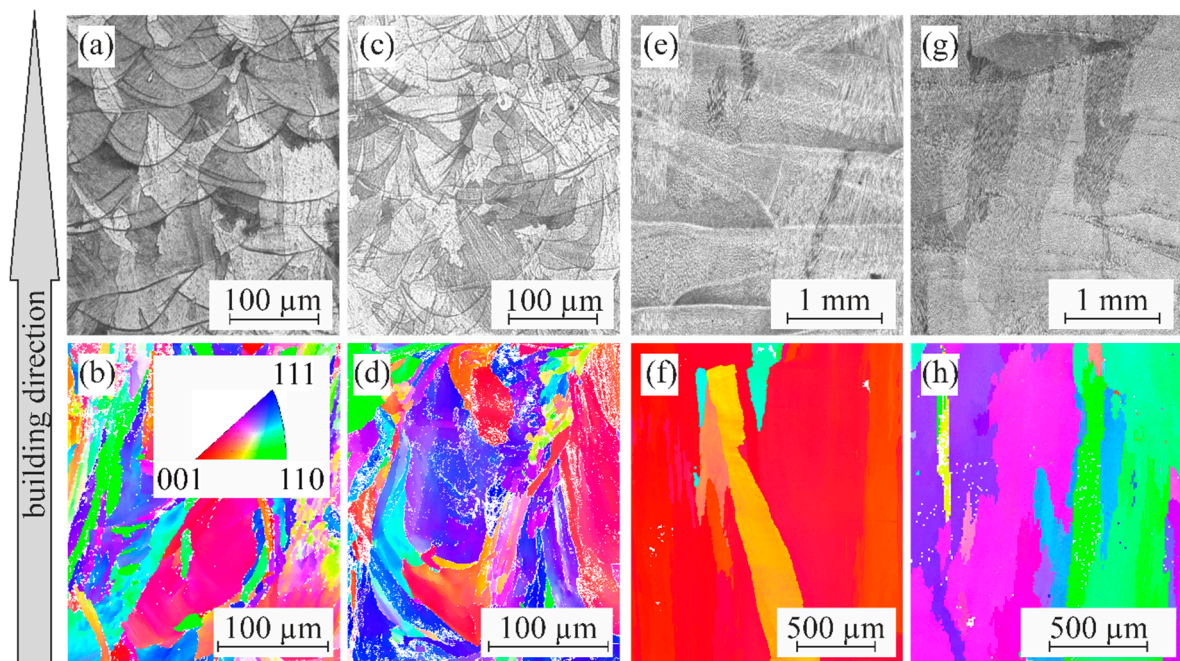 building direction
(a)
100 µm
(c)
100 µm
(e)
1 mm
(g)
1 mm
(b)
111
001
110
100 µm
(d)
100 µm
(f)
500 µm
(h)
500 µm